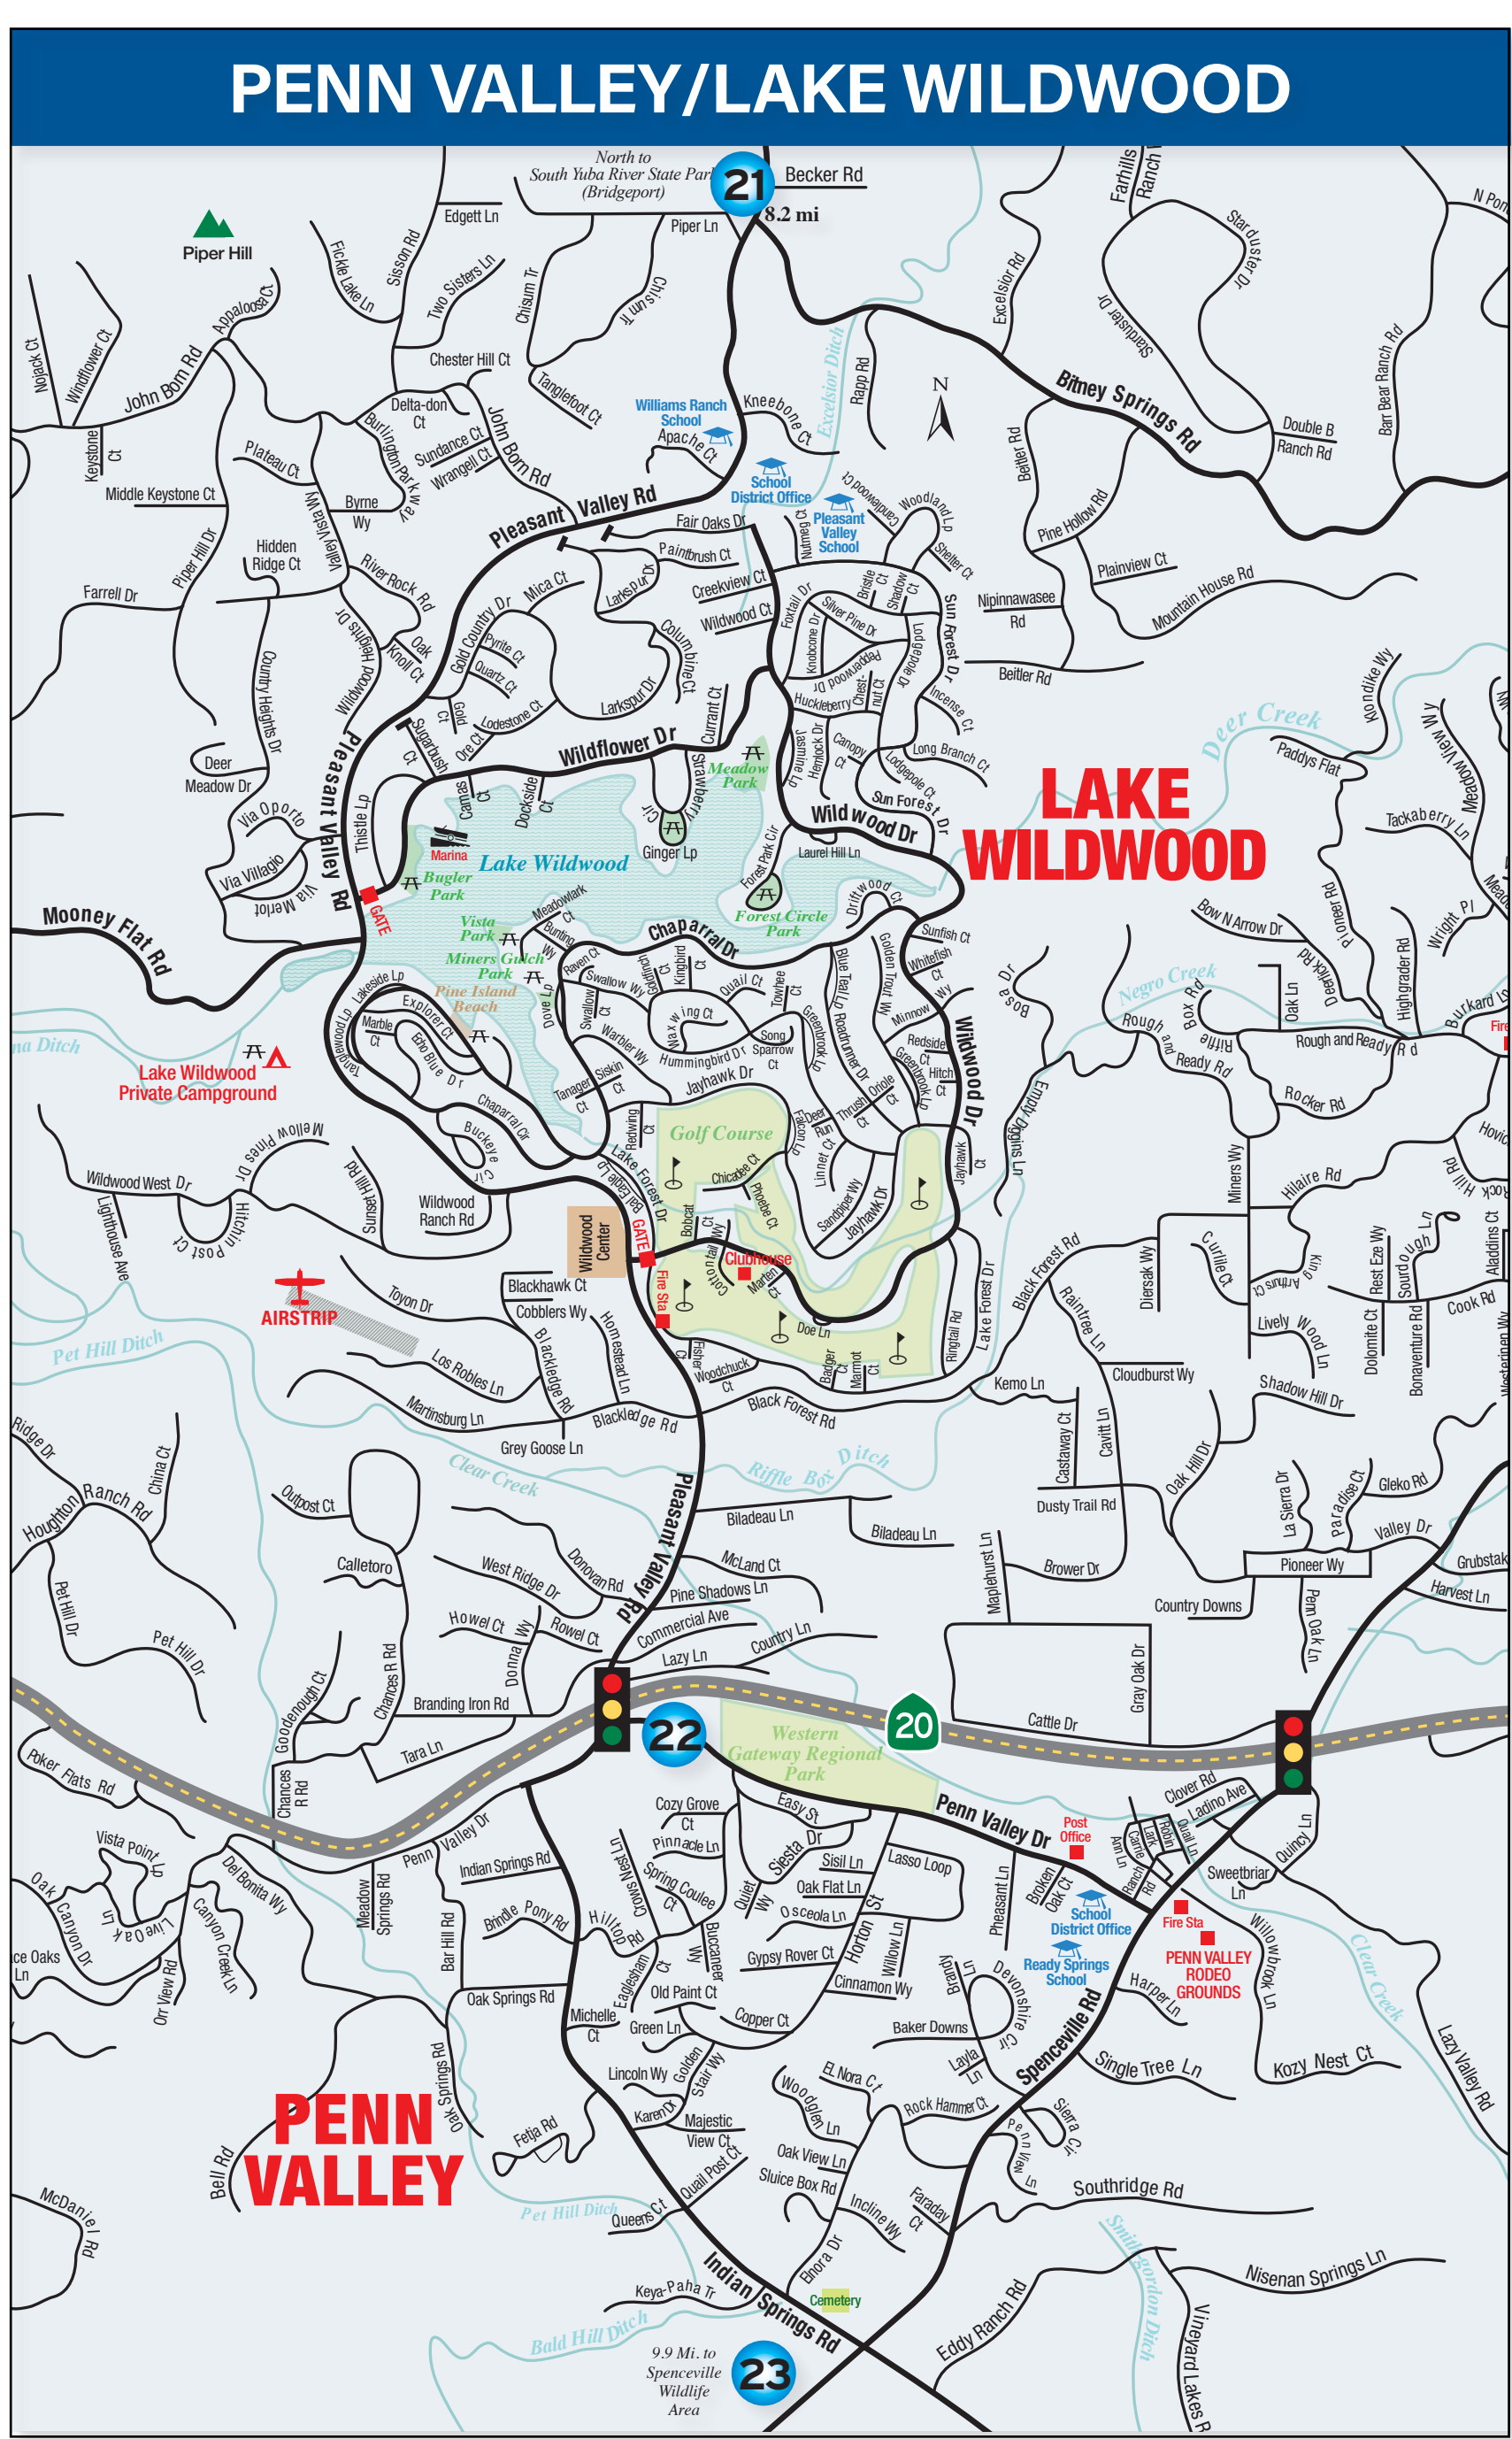 PENN VALLEY/LAKE WILDWOOD
North to
South Yuba River State Park
(Bridgeport)
21
Becker Rd
8.2 mi
Piper Ln
Edgett Ln
Piper Hill
Fickle Lake Ln
Sisson Rd
Two Sisters Ln
Chisum Tr
Chisum Tr
Excelsior Rd
Farhills
Ranch
Starduster Dr
Starduster Dr
N Pon
Nojack Ct
Windflower Ct
Appaloosa Ct
John Born Rd
Chester Hill Ct
Tanglefoot Ct
Delta-don
Ct
Sundance Ct
Wrangell Ct
John Born Rd
Burlington Parkway
Williams Ranch
School
Apache Ct
Kneebone Ct
Excelsior Ditch
Rapp Rd
N
Bitney Springs Rd
Double B
Ranch Rd
Barr Bear Ranch Rd
Keystone
Ct
Plateau Ct
Middle Keystone Ct
Byrne
Wy
Valley Vista Wy
Piper Hill Dr
Hidden
Ridge Ct
Farrell Dr
River Rock Rd
Oak
Knoll Ct
Wildwood Heights Dr
Country Heights Dr
Pleasant Valley Rd
School
District Office
Pleasant
Valley
School
Fair Oaks Dr
Nutmeg Ct
Candlewood Ct
Woodland Lp
Shelter Ct
Beitler Rd
Pine Hollow Rd
Plainview Ct
Mountain House Rd
Nipinnawasee
Rd
Beitler Rd
Paintbrush Ct
Larkspur Dr
Creekview Ct
Wildwood Ct
Mica Ct
Gold Country Dr
Pyrite Ct
Quartz Ct
Columbine Ct
Larkspur Dr
Currant Ct
Gold
Ct
Lodestone Ct
Ore Ct
Sugarbush
Ct
Foxtail Dr
Knobcone Dr
Silver Pine Dr
Bristle
Ct
Shadow
Ct
Lodgepole Dr
Pepperwood Dr
Sun Forest Dr
Huckleberry
Chest-
nut Ct
Incense Ct
Jasmine Lp
Hemlock Dr
Canopy
Ct
Lodgepole Ct
Long Branch Ct
Sun Forest Dr
Wildflower Dr
Meadow
Park
Strawberry
Cir
Ginger Lp
Camas
Ct
Dockside
Ct
Deer
Meadow Dr
Via Oporto
Via Villagio
Via Merlot
Pleasant Valley Rd
Thistle Lp
Marina
Lake Wildwood
Bugler
Park
Vista
Park
Miners Gulch
Park
Pine Island
Beach
GATE
Mooney Flat Rd
Forest Park Cir
Forest Circle
Park
Laurel Hill Ln
Wildwood Dr
Driftwood Ct
LAKE
WILDWOOD
Deer Creek
Klondike Wy
Paddys Flat
Meadow View Wy
Tackaberry Ln
Pioneer Rd
Bow N Arrow Dr
Deerlick Rd
Highgrader Rd
Wright Pl
Negro Creek
Bosa Dr
Box Rd
Riffle
Oak Ln
Rough and Ready Rd
Rough and Ready Rd
Rocker Rd
Meadowlark
Ct
Bunting
Wy
Chaparral Dr
Raven Ct
Swallow Wy
Swallow
Ct
Goldfinch
Ct
Kingbird
Ct
Quail Ct
Towhee
Ct
Dove Lp
Waxwing Ct
Warbler Wy
Hummingbird Dr
Song
Sparrow
Ct
Tanager
Ct
Siskin
Ct
Redwing
Ct
Jayhawk Dr
Blue Teal Lp
Golden Trout Wy
Roadrunner Dr
Greenbrook Lp
Greenbrook Lp
Sunfish Ct
Whitefish
Ct
Minnow Wy
Redside
Ct
Hitch
Ct
Wildwood Dr
Empty Diggins Ln
Lakeside Lp
Explorer Ct
Marble
Ct
Echo Blue Dr
Tanglewood Lp
Chaparral Cir
Buckeye
Cir
Lake Wildwood
Private Campground
Mellow Pines Dr
Wildwood West Dr
Lighthouse Ave
Hitchin Post Ct
Sunset Hill Rd
Wildwood
Ranch Rd
Golf Course
Chicadee Ct
Phoebe Ct
Lake Forest Dr
Bald Eagle Lp
Bobcat
Ct
Cottontail Wy
Clubhouse
Marten
Ct
Falcon Lp
Deer
Run
Thrush
Ct
Oriole
Ct
Linnet Ct
Sandpiper Wy
Jayhawk Dr
Jayhawk
Ct
Wildwood
Center
GATE
Fire Sta
Doe Ln
Fisher
Ct
Woodchuck
Ct
Badger
Ct
Marmot
Ct
Ringtail Rd
Lake Forest Dr
Black Forest Rd
Black Forest Rd
Raintree Ln
Diersak Wy
Miners Wy
Hilaire Rd
Curlile Ct
King Arthurs Ct
Lively Wood Ln
Rest Eze Wy
Sourdough Ln
Aladdins Ct
Cook Rd
Dolomite Ct
Bonaventure Rd
Kemo Ln
Cloudburst Wy
Shadow Hill Dr
Castaway Ct
Cavitt Ln
Oak Hill Dr
AIRSTRIP
Toyon Dr
Blackhawk Ct
Cobblers Wy
Los Robles Ln
Martinsburg Ln
Blackledge Rd
Homestead Ln
Blackledge Rd
Grey Goose Ln
Pet Hill Ditch
Clear Creek
Riffle Box Ditch
Ridge Dr
Houghton Ranch Rd
China Ct
Outpost Ct
Pet Hill Dr
Pet Hill Dr
Calletoro
Chances R Rd
Goodenough Ct
West Ridge Dr
Donovan Rd
Howel Ct
Rowel Ct
Donna Wy
Branding Iron Rd
Tara Ln
Chances
R Rd
Pleasant Valley Rd
Biladeau Ln
Biladeau Ln
McLand Ct
Pine Shadows Ln
Commercial Ave
Country Ln
Lazy Ln
Maplehurst Ln
Dusty Trail Rd
Brower Dr
Country Downs
Pioneer Wy
La Sierra Dr
Paradise Ct
Gleko Rd
Valley Dr
Harvest Ln
Penn Oak Ln
Gray Oak Dr
Cattle Dr
20
22
Western
Gateway Regional
Park
Penn Valley Dr
Post
Office
Clover Rd
Ladino Ave
Ann Ln
Carrie
Lark
Robin
Quail Ln
Ranch
Rd
Quincy Ln
Sweetbriar
Ln
Poker Flats Rd
Vista Point Lp
Oak Canyon Dr
Live Oak Ln
Del Bonita Wy
Canyon Creek Ln
Orr View Rd
Meadow
Springs Rd
Penn Valley Dr
Indian Springs Rd
Bar Hill Rd
Brindle Pony Rd
Oak Springs Rd
Oak Springs Rd
Cozy Grove
Ct
Pinnacle Ln
Crows Nest Ln
Spring Coulee
Ct
Hilltop Rd
Eaglesham
Ct
Buccaneer
Wy
Quiet
Wy
Easy St
Siesta Dr
Sisil Ln
Oak Flat Ln
Osceola Ln
Gypsy Rover Ct
Lasso Loop
Horton St
Willow Ln
Cinnamon Wy
Pheasant Ln
Broken
Oak Ct
School
District Office
Ready Springs
School
Fire Sta
PENN VALLEY
RODEO
GROUNDS
Willowbrook Ln
Clear Creek
Lazy Valley Rd
Harper Ln
Kozy Nest Ct
Single Tree Ln
Spenceville Rd
Brandy
Ln
Devonshire Cir
Baker Downs
Layla
Ln
Michelle
Ct
Old Paint Ct
Green Ln
Copper Ct
Golden
Stair Wy
Lincoln Wy
Karen Dr
Majestic
View Ct
Quail Post Ct
Queens Ct
EL Nora Ct
Woodglen Ln
Rock Hammer Ct
Oak View Ln
Sluice Box Rd
Incline Wy
Faraday
Ct
Elnora Dr
Penn View
Ln
Sierra Cir
Southridge Rd
PENN
VALLEY
Bell Rd
McDaniel Rd
Fetja Rd
Pet Hill Ditch
Keya-Paha Tr
Bald Hill Ditch
Indian Springs Rd
Cemetery
Eddy Ranch Rd
Smith-gordon Ditch
Nisenan Springs Ln
Vineyard Lakes R
9.9 Mi. to
Spenceville
Wildlife
Area
23